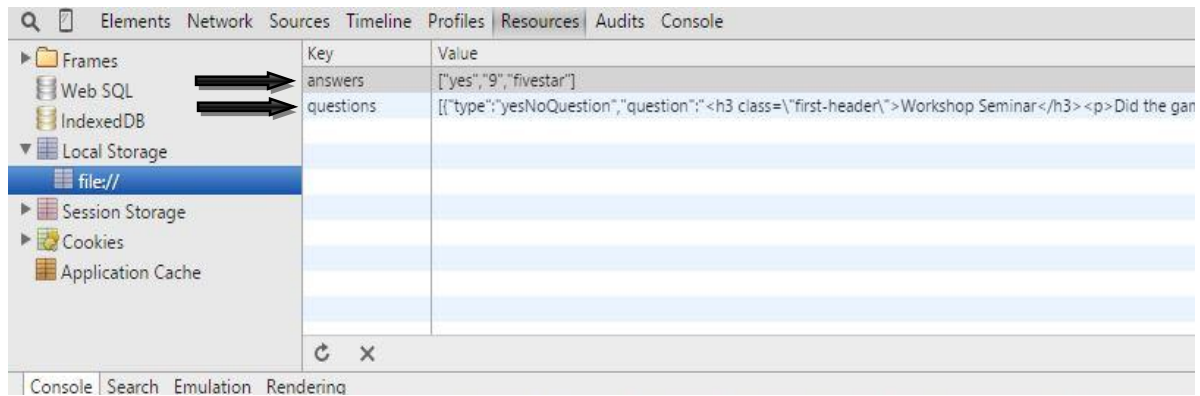 Elements Network Sources Timeline Profiles Resources Audits Console
Frames
Web SQL
IndexedDB
Local Storage
file://
Session Storage
Cookies
Application Cache
Key Value
answers ["yes","9","fivestar"]
questions [{"type":"yesNoQuestion","question":"<h3 class=\"first-header\">Workshop Seminar</h3><p>Did the gam
Console Search Emulation Rendering